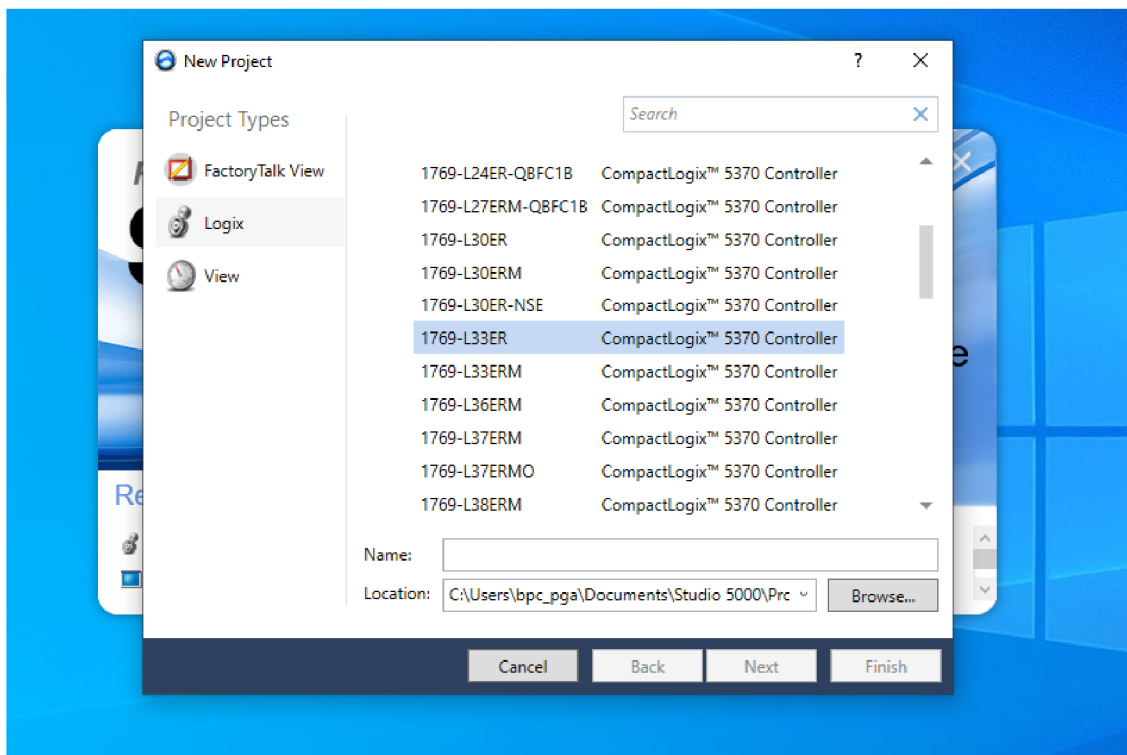 New Project
?
Project Types
Search
FactoryTalk View
Logix
View
1769-L24ER-QBFC1B CompactLogix™ 5370 Controller
1769-L27ERM-QBFC1B CompactLogix™ 5370 Controller
1769-L30ER CompactLogix™ 5370 Controller
1769-L30ERM CompactLogix™ 5370 Controller
1769-L30ER-NSE CompactLogix™ 5370 Controller
1769-L33ER CompactLogix™ 5370 Controller
1769-L33ERM CompactLogix™ 5370 Controller
1769-L36ERM CompactLogix™ 5370 Controller
1769-L37ERM CompactLogix™ 5370 Controller
1769-L37ERMO CompactLogix™ 5370 Controller
1769-L38ERM CompactLogix™ 5370 Controller
Re
e
Name:
Location: C:\Users\bpc_pga\Documents\Studio 5000\Prc Browse...
Cancel Back Next Finish